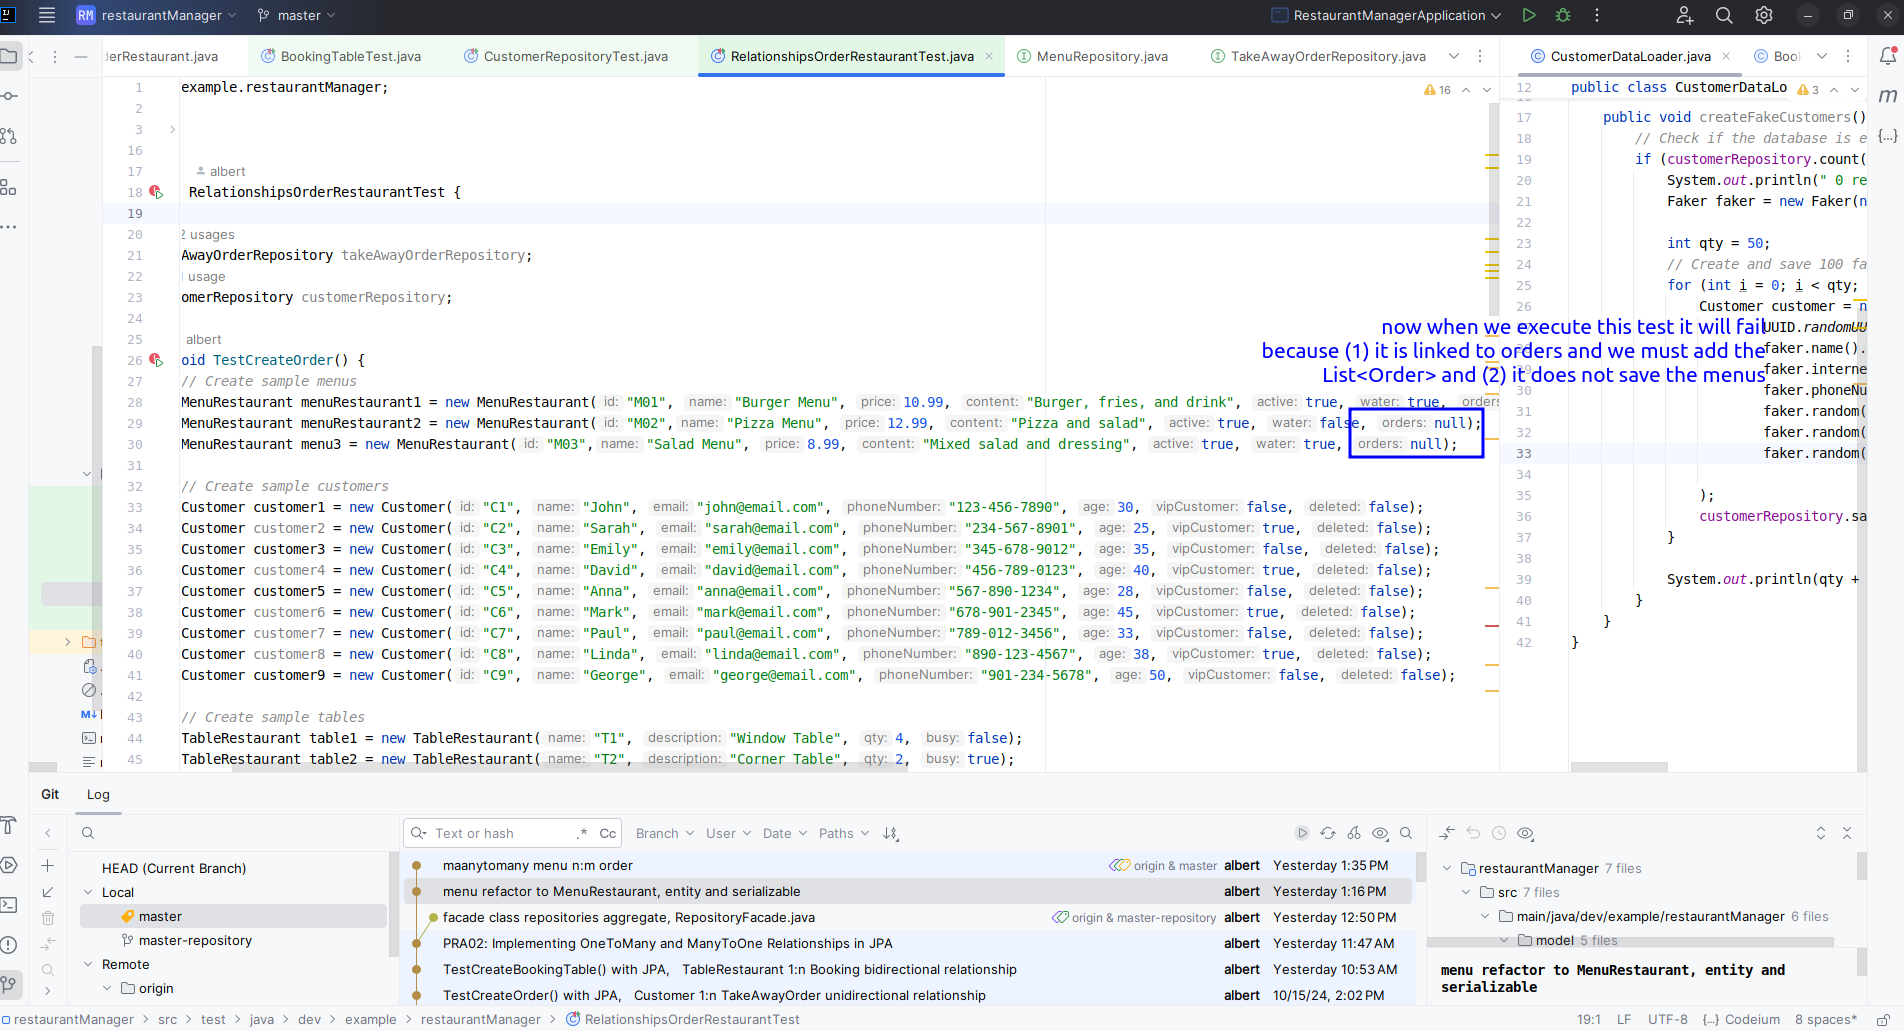 RM restaurantManager master RestaurantManagerApplication
derRestaurant.java BookingTableTest.java CustomerRepositoryTest.java RelationshipsOrderRestaurantTest.java MenuRepository.java TakeAwayOrderRepository.java
1 example.restaurantManager; 16
2
3
16
17 albert
18 RelationshipsOrderRestaurantTest {
19
20 2 usages
21 AwayOrderRepository takeAwayOrderRepository;
22 usage
23 omerRepository customerRepository;
24
25 albert
26 oid TestCreateOrder() {
27 // Create sample menus
28 MenuRestaurant menuRestaurant1 = new MenuRestaurant( id: "M01", name: "Burger Menu", price: 10.99, content: "Burger, fries, and drink", active: true, water: true, orders
29 MenuRestaurant menuRestaurant2 = new MenuRestaurant( id: "M02", name: "Pizza Menu", price: 12.99, content: "Pizza and salad", active: true, water: false, orders: null);
30 MenuRestaurant menu3 = new MenuRestaurant( id: "M03", name: "Salad Menu", price: 8.99, content: "Mixed salad and dressing", active: true, water: true, orders: null);
31
32 // Create sample customers
33 Customer customer1 = new Customer( id: "C1", name: "John", email: "john@email.com", phoneNumber: "123-456-7890", age: 30, vipCustomer: false, deleted: false);
34 Customer customer2 = new Customer( id: "C2", name: "Sarah", email: "sarah@email.com", phoneNumber: "234-567-8901", age: 25, vipCustomer: true, deleted: false);
35 Customer customer3 = new Customer( id: "C3", name: "Emily", email: "emily@email.com", phoneNumber: "345-678-9012", age: 35, vipCustomer: false, deleted: false);
36 Customer customer4 = new Customer( id: "C4", name: "David", email: "david@email.com", phoneNumber: "456-789-0123", age: 40, vipCustomer: true, deleted: false);
37 Customer customer5 = new Customer( id: "C5", name: "Anna", email: "anna@email.com", phoneNumber: "567-890-1234", age: 28, vipCustomer: false, deleted: false);
38 Customer customer6 = new Customer( id: "C6", name: "Mark", email: "mark@email.com", phoneNumber: "678-901-2345", age: 45, vipCustomer: true, deleted: false);
39 Customer customer7 = new Customer( id: "C7", name: "Paul", email: "paul@email.com", phoneNumber: "789-012-3456", age: 33, vipCustomer: false, deleted: false);
40 Customer customer8 = new Customer( id: "C8", name: "Linda", email: "linda@email.com", phoneNumber: "890-123-4567", age: 38, vipCustomer: true, deleted: false);
41 Customer customer9 = new Customer( id: "C9", name: "George", email: "george@email.com", phoneNumber: "901-234-5678", age: 50, vipCustomer: false, deleted: false);
42
43 // Create sample tables
44 TableRestaurant table1 = new TableRestaurant( name: "T1", description: "Window Table", qty: 4, busy: false);
45 TableRestaurant table2 = new TableRestaurant( name: "T2", description: "Corner Table", qty: 2, busy: true);
now when we execute this test it will fail
because (1) it is linked to orders and we must add the
List<Order> and (2) it does not save the menus
CustomerDataLoader.java Boo
12 public class CustomerDataLo 3
17 public void createFakeCustomers()
18 // Check if the database is e
19 if (customerRepository.count(
20 System.out.println(" 0 re
21 Faker faker = new Faker(n
22
23 int qty = 50;
24 // Create and save 100 fa
25 for (int i = 0; i < qty;
26 Customer customer = n
UUID.randomUU
faker.name().
29 faker.interne
30 faker.phoneNu
31 faker.random(
32 faker.random(
33 faker.random(
34
35 );
36 customerRepository.sa
37 }
38
39 System.out.println(qty +
40 }
41 }
42 }
Git Log
HEAD (Current Branch)
Local
master
master-repository
Remote
origin
Text or hash .* Cc Branch User Date Paths
maanytomany menu n:m order origin & master albert Yesterday 1:35 PM
menu refactor to MenuRestaurant, entity and serializable albert Yesterday 1:16 PM
facade class repositories aggregate, RepositoryFacade.java origin & master-repository albert Yesterday 12:50 PM
PRA02: Implementing OneToMany and ManyToOne Relationships in JPA albert Yesterday 11:47 AM
TestCreateBookingTable() with JPA, TableRestaurant 1:n Booking bidirectional relationship albert Yesterday 10:53 AM
TestCreateOrder() with JPA, Customer 1:n TakeAwayOrder unidirectional relationship albert 10/15/24, 2:02 PM
restaurantManager 7 files
src 7 files
main/java/dev/example/restaurantManager 6 files
model 5 files
menu refactor to MenuRestaurant, entity and
serializable
restaurantManager > src > test > java > dev > example > restaurantManager > RelationshipsOrderRestaurantTest 19:1 LF UTF-8 {...} Codeium 8 spaces*